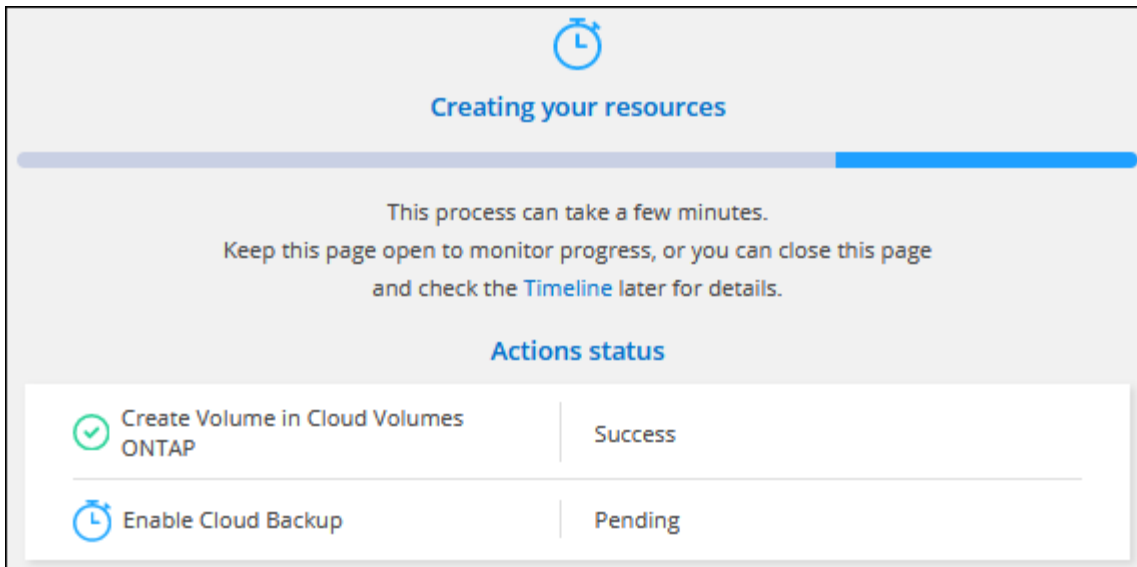 Creating your resources
This process can take a few minutes.
Keep this page open to monitor progress, or you can close this page
and check the Timeline later for details.
Actions status
Create Volume in Cloud Volumes
ONTAP
Success
Enable Cloud Backup
Pending